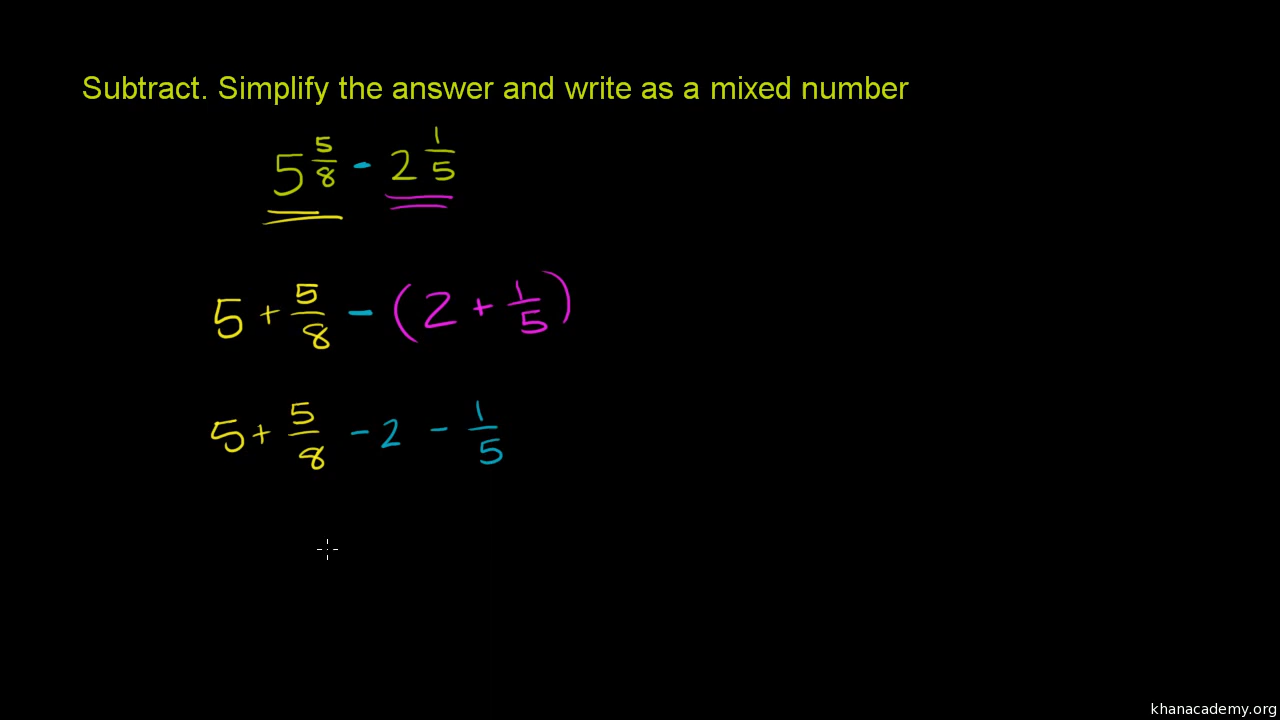 Subtract. Simplify the answer and write as a mixed number
5 5/8 - 2 1/5
5 + 5/8 - (2 + 1/5)
5 + 5/8 - 2 - 1/5
khanacademy.org